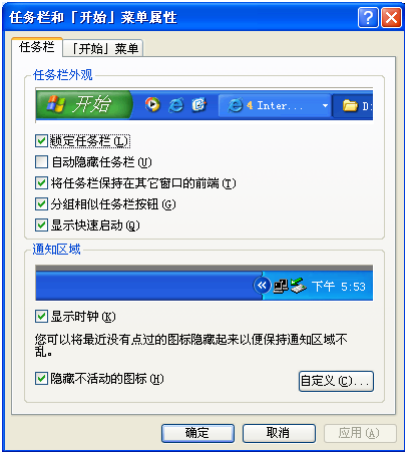 任务栏和「开始」菜单属性
任务栏
「开始」菜单
任务栏外观
开始
4 Inter...
D:
锁定任务栏(L)
自动隐藏任务栏(U)
将任务栏保持在其它窗口的前端(T)
分组相似任务栏按钮(G)
显示快速启动(Q)
通知区域
下午 5:53
显示时钟(K)
您可以将最近没有点过的图标隐藏起来以便保持通知区域不
乱。
隐藏不活动的图标(H)
自定义(C)...
确定
取消
应用(A)